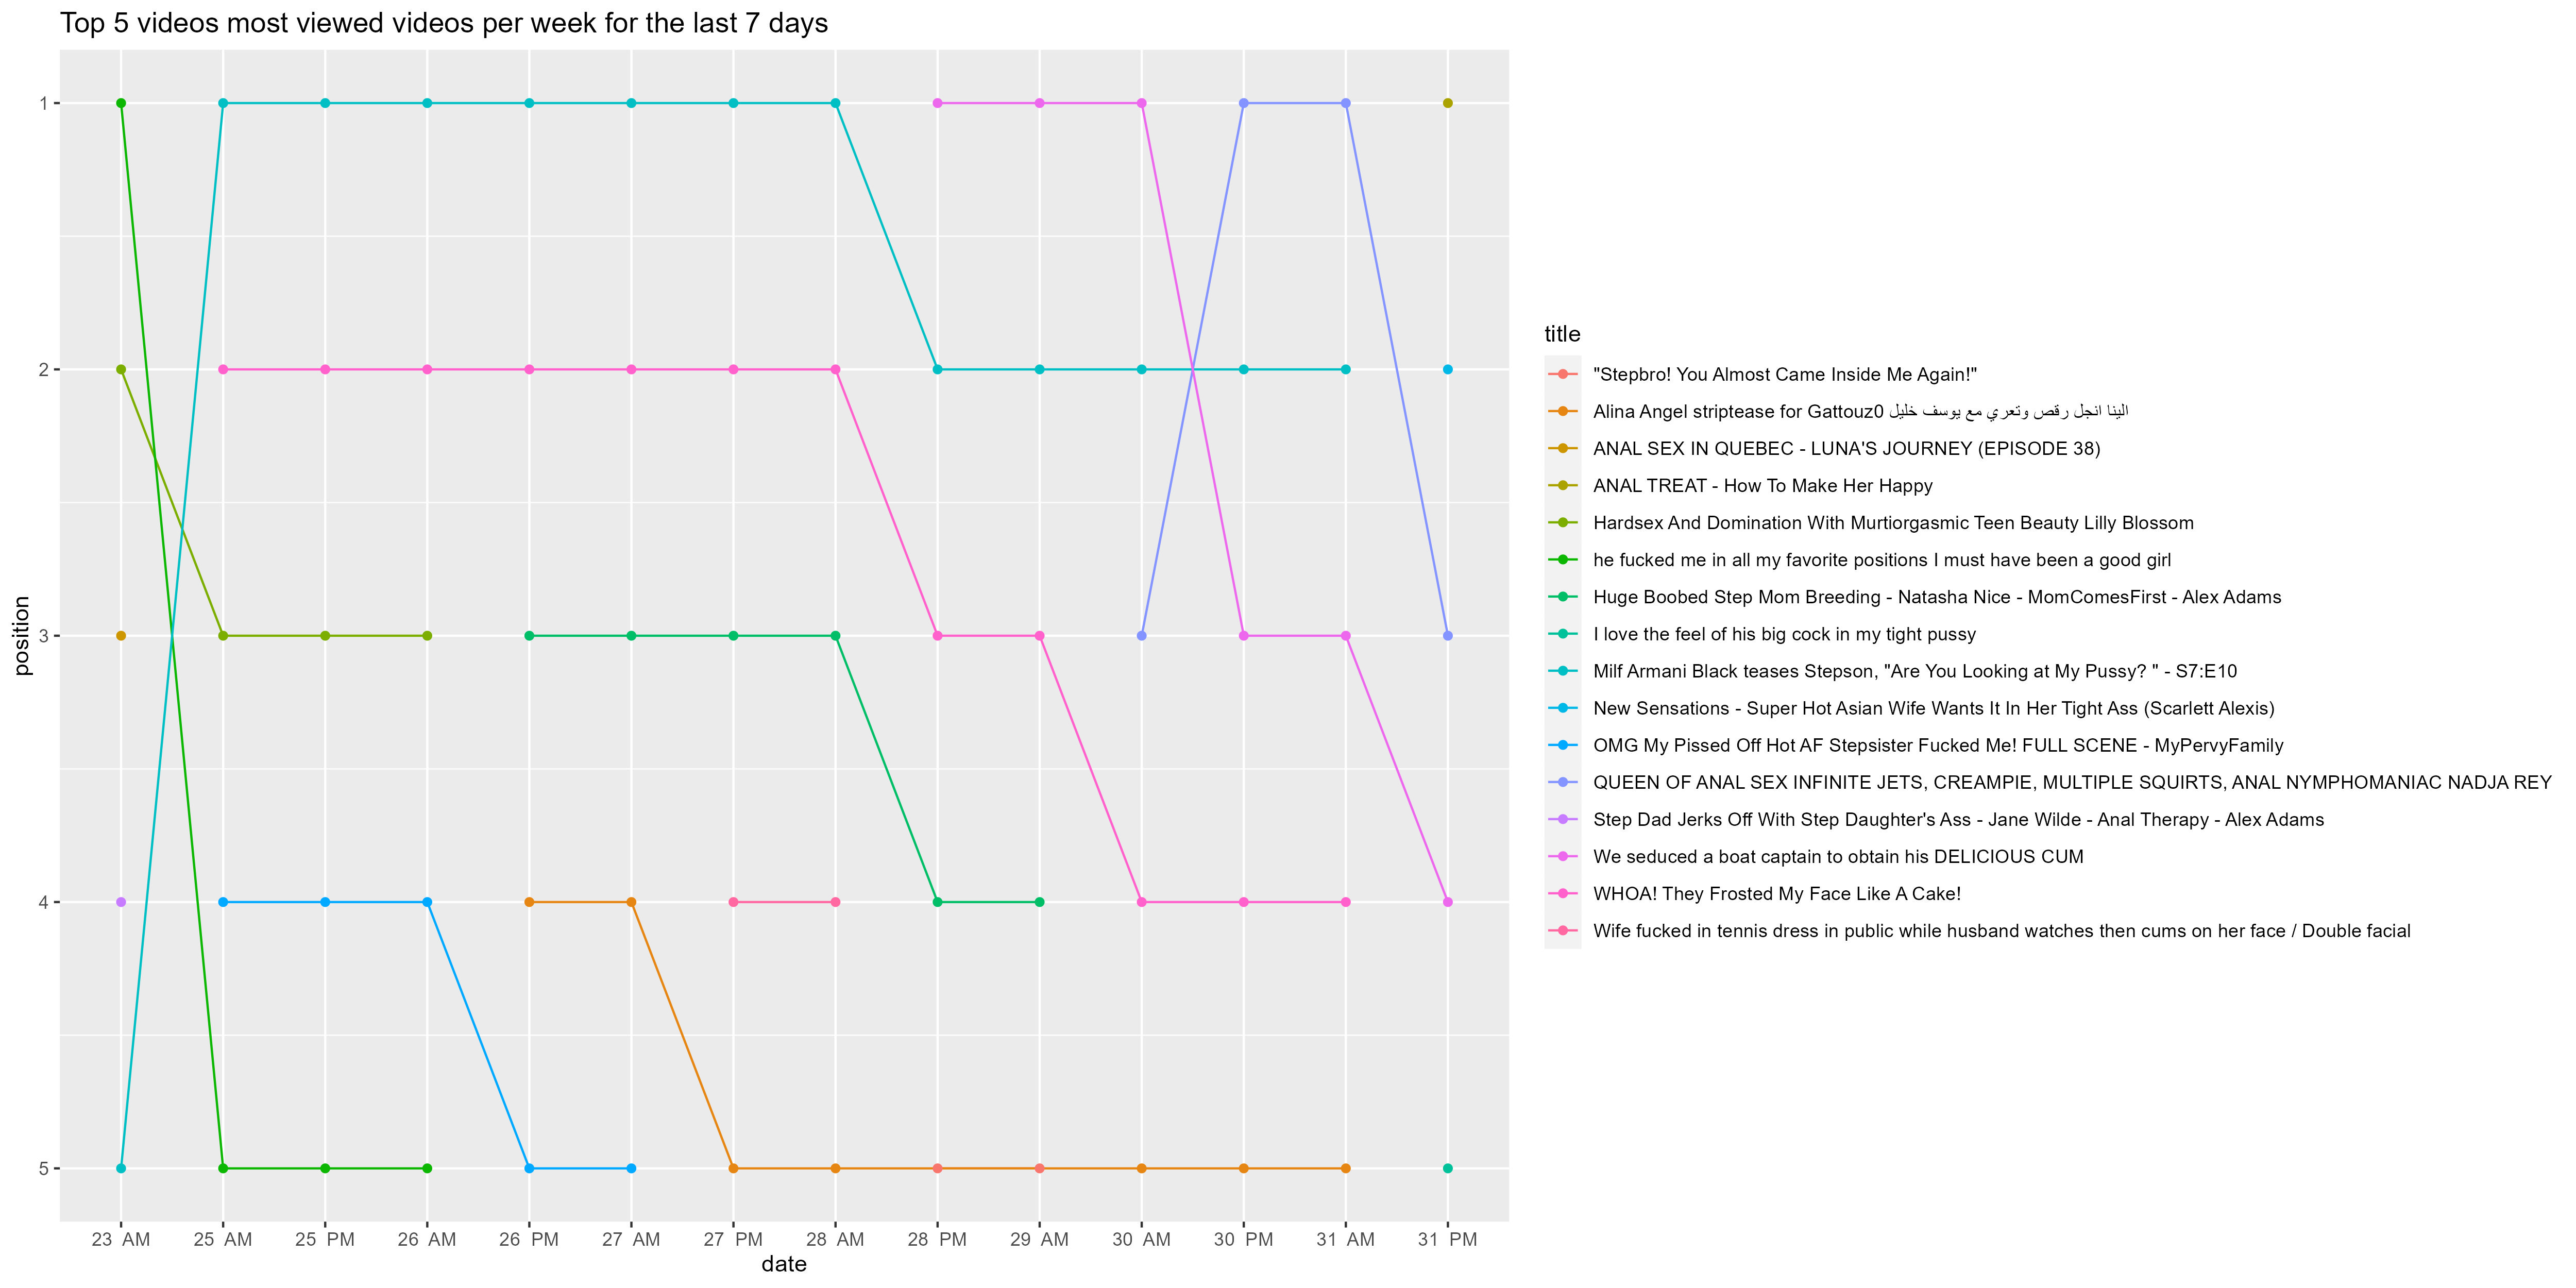 Top 5 videos most viewed videos per week for the last 7 days
position
1
2
3
4
5
23 AM 25 AM 25 PM 26 AM 26 PM 27 AM 27 PM 28 AM 28 PM 29 AM 30 AM 30 PM 31 AM 31 PM
date
title
"Stepbro! You Almost Came Inside Me Again!"
Alina Angel striptease for Gattouz0 الينا انجل رقص وتعري مع يوسف خليل
ANAL SEX IN QUEBEC - LUNA'S JOURNEY (EPISODE 38)
ANAL TREAT - How To Make Her Happy
Hardsex And Domination With Murtiorgasmic Teen Beauty Lilly Blossom
he fucked me in all my favorite positions I must have been a good girl
Huge Boobed Step Mom Breeding - Natasha Nice - MomComesFirst - Alex Adams
I love the feel of his big cock in my tight pussy
Milf Armani Black teases Stepson, "Are You Looking at My Pussy? " - S7:E10
New Sensations - Super Hot Asian Wife Wants It In Her Tight Ass (Scarlett Alexis)
OMG My Pissed Off Hot AF Stepsister Fucked Me! FULL SCENE - MyPervyFamily
QUEEN OF ANAL SEX INFINITE JETS, CREAMPIE, MULTIPLE SQUIRTS, ANAL NYMPHOMANIAC NADJA REY
Step Dad Jerks Off With Step Daughter's Ass - Jane Wilde - Anal Therapy - Alex Adams
We seduced a boat captain to obtain his DELICIOUS CUM
WHOA! They Frosted My Face Like A Cake!
Wife fucked in tennis dress in public while husband watches then cums on her face / Double facial